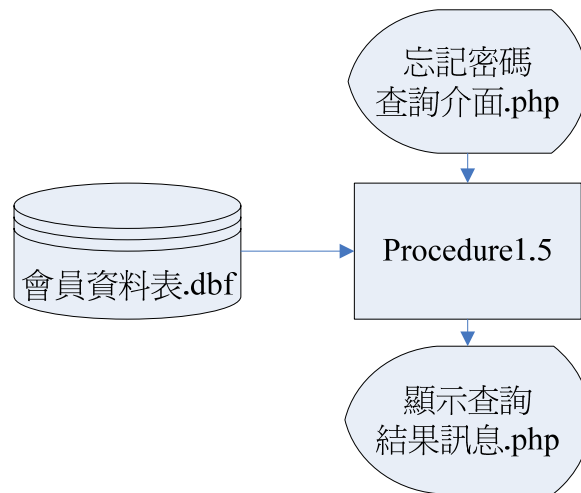 忘記密碼
查詢介面.php
會員資料表.dbf
Procedure1.5
顯示查詢
結果訊息.php